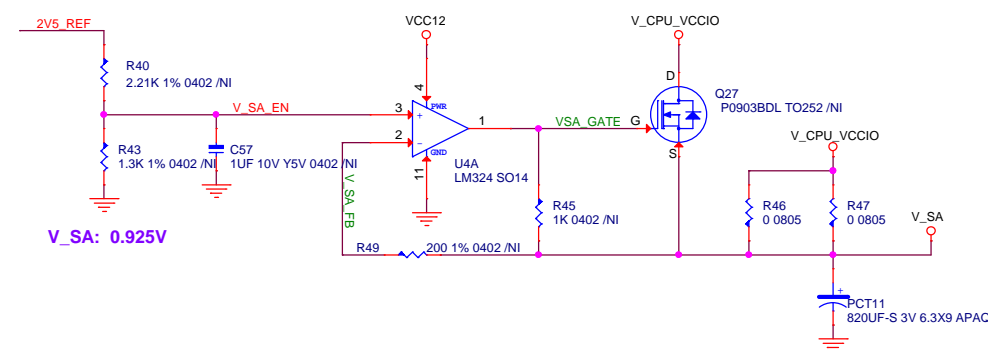 2V5_REF
VCC12
V_CPU_VCCIO
R40
2.21K 1% 0402 /NI
D
Q27
P0903BDL TO252 /NI
4
PWR
V_SA_EN
3
+
1
VSA_GATE
G
2
-
S
V_CPU_VCCIO
R43
1.3K 1% 0402 /NI
C57
1UF 10V Y5V 0402 /NI
GND
11
U4A
LM324 SO14
V_SA_FB
R45
1K 0402 /NI
R46
0 0805
R47
0 0805
V_SA
V_SA: 0.925V
R49
200 1% 0402 /NI
+
PCT11
820UF-S 3V 6.3X9 APAQ